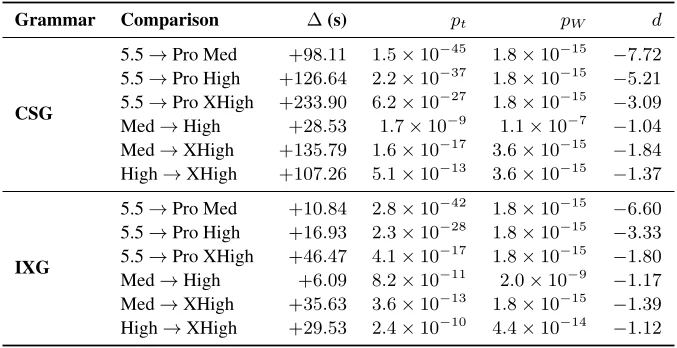 Grammar Comparison Δ (s) pₜ p_W d
5.5 → Pro Med +98.11 1.5 × 10⁻⁴⁵ 1.8 × 10⁻¹⁵ −7.72
5.5 → Pro High +126.64 2.2 × 10⁻³⁷ 1.8 × 10⁻¹⁵ −5.21
5.5 → Pro XHigh +233.90 6.2 × 10⁻²⁷ 1.8 × 10⁻¹⁵ −3.09
CSG
Med → High +28.53 1.7 × 10⁻⁹ 1.1 × 10⁻⁷ −1.04
Med → XHigh +135.79 1.6 × 10⁻¹⁷ 3.6 × 10⁻¹⁵ −1.84
High → XHigh +107.26 5.1 × 10⁻¹³ 3.6 × 10⁻¹⁵ −1.37
5.5 → Pro Med +10.84 2.8 × 10⁻⁴² 1.8 × 10⁻¹⁵ −6.60
5.5 → Pro High +16.93 2.3 × 10⁻²⁸ 1.8 × 10⁻¹⁵ −3.33
5.5 → Pro XHigh +46.47 4.1 × 10⁻¹⁷ 1.8 × 10⁻¹⁵ −1.80
IXG
Med → High +6.09 8.2 × 10⁻¹¹ 2.0 × 10⁻⁹ −1.17
Med → XHigh +35.63 3.6 × 10⁻¹³ 1.8 × 10⁻¹⁵ −1.39
High → XHigh +29.53 2.4 × 10⁻¹⁰ 4.4 × 10⁻¹⁴ −1.12